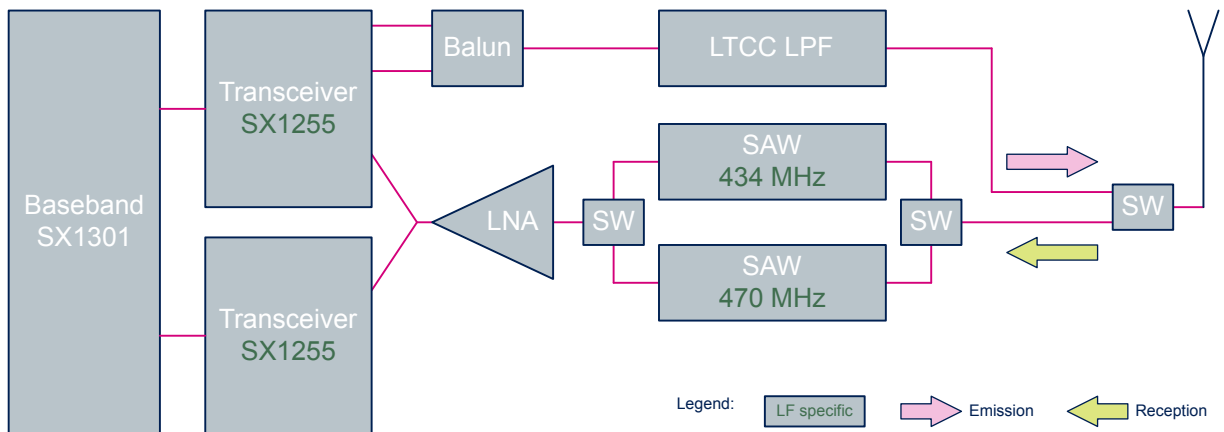 Transceiver
SX1255
Balun
LTCC LPF
SAW
434 MHz
Baseband
SX1301
LNA
SW
SW
SW
SAW
470 MHz
Transceiver
SX1255
Legend:
LF specific
Emission
Reception